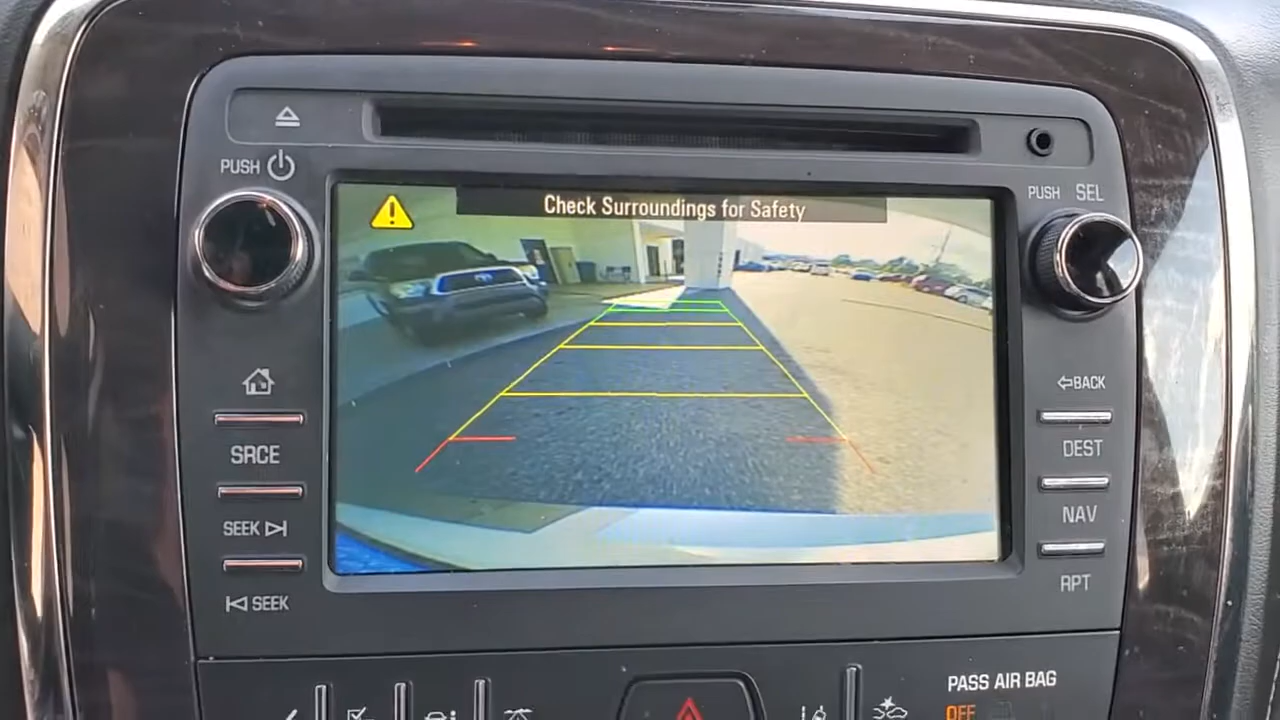 PUSH
Check Surroundings for Safety
PUSH SEL
BACK
SRCE
DEST
SEEK
NAV
SEEK
RPT
PASS AIR BAG
OFF